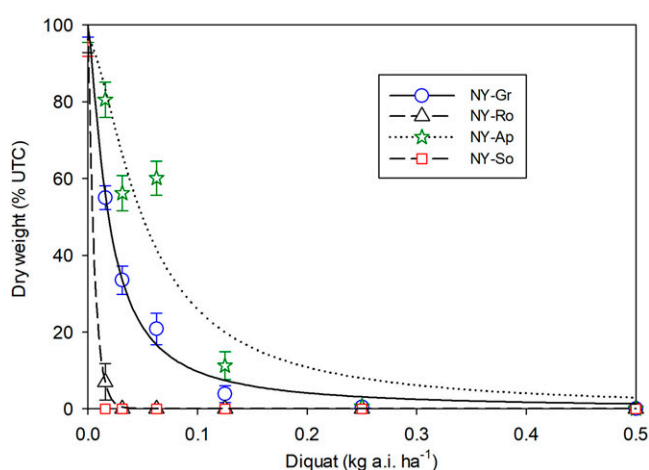 100
80
60
40
20
0
Dry weight (% UTC)
NY-Gr
NY-Ro
NY-Ap
NY-So
0.0 0.1 0.2 0.3 0.4 0.5
Diquat (kg a.i. ha⁻¹)